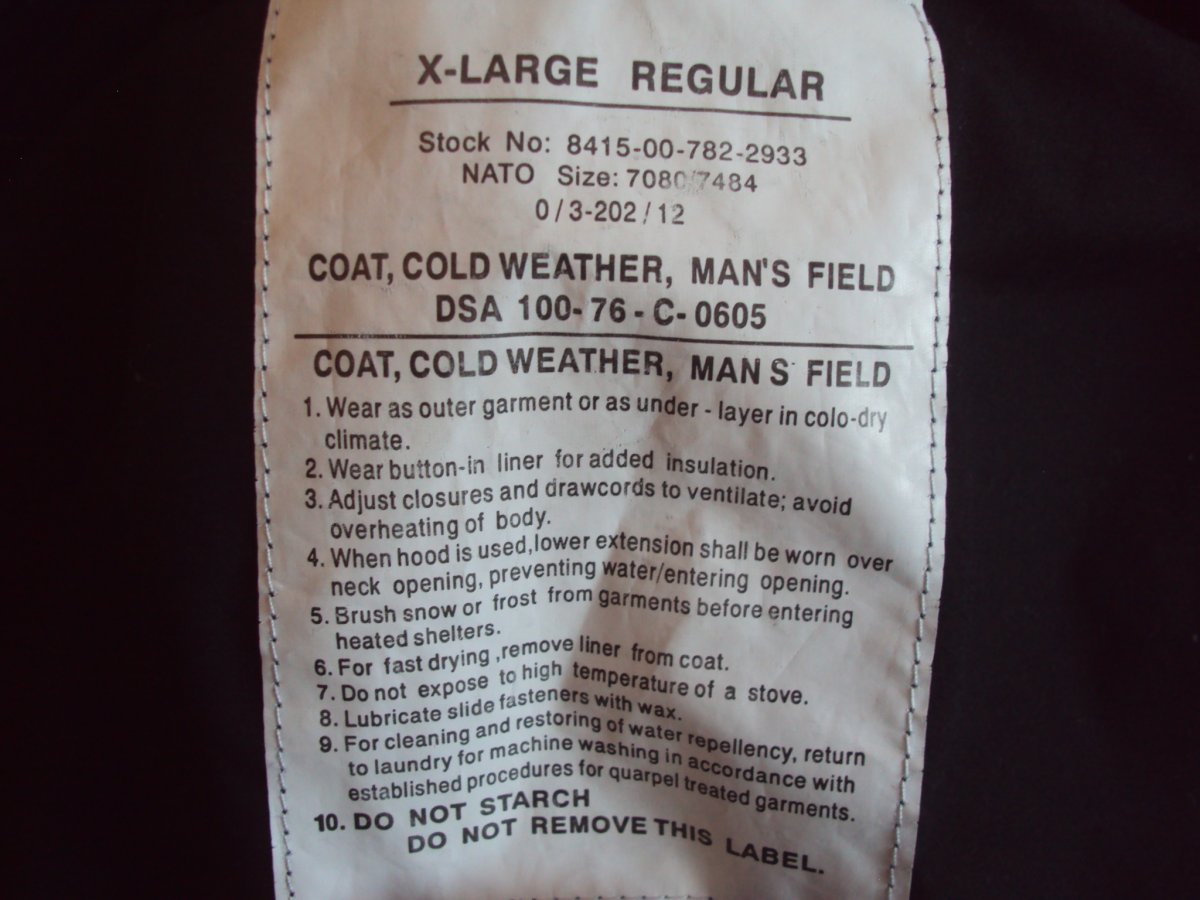 X-LARGE REGULAR
Stock No: 8415-00-782-2933
NATO Size: 7080/7484
0/3-202/12
COAT, COLD WEATHER, MAN'S FIELD
DSA 100-76-C-0605
COAT, COLD WEATHER, MAN S FIELD
1. Wear as outer garment or as under - layer in colo-dry
climate.
2. Wear button-in liner for added insulation.
3. Adjust closures and drawcords to ventilate; avoid
overheating of body.
4. When hood is used, lower extension shall be worn over
neck opening, preventing water/entering opening.
5. Brush snow or frost from garments before entering
heated shelters.
6. For fast drying ,remove liner from coat.
7. Do not expose to high temperature of a stove.
8. Lubricate slide fasteners with wax.
9. For cleaning and restoring of water repellency, return
to laundry for machine washing in accordance with
established procedures for quarpel treated garments.
10. DO NOT STARCH
DO NOT REMOVE THIS LABEL.